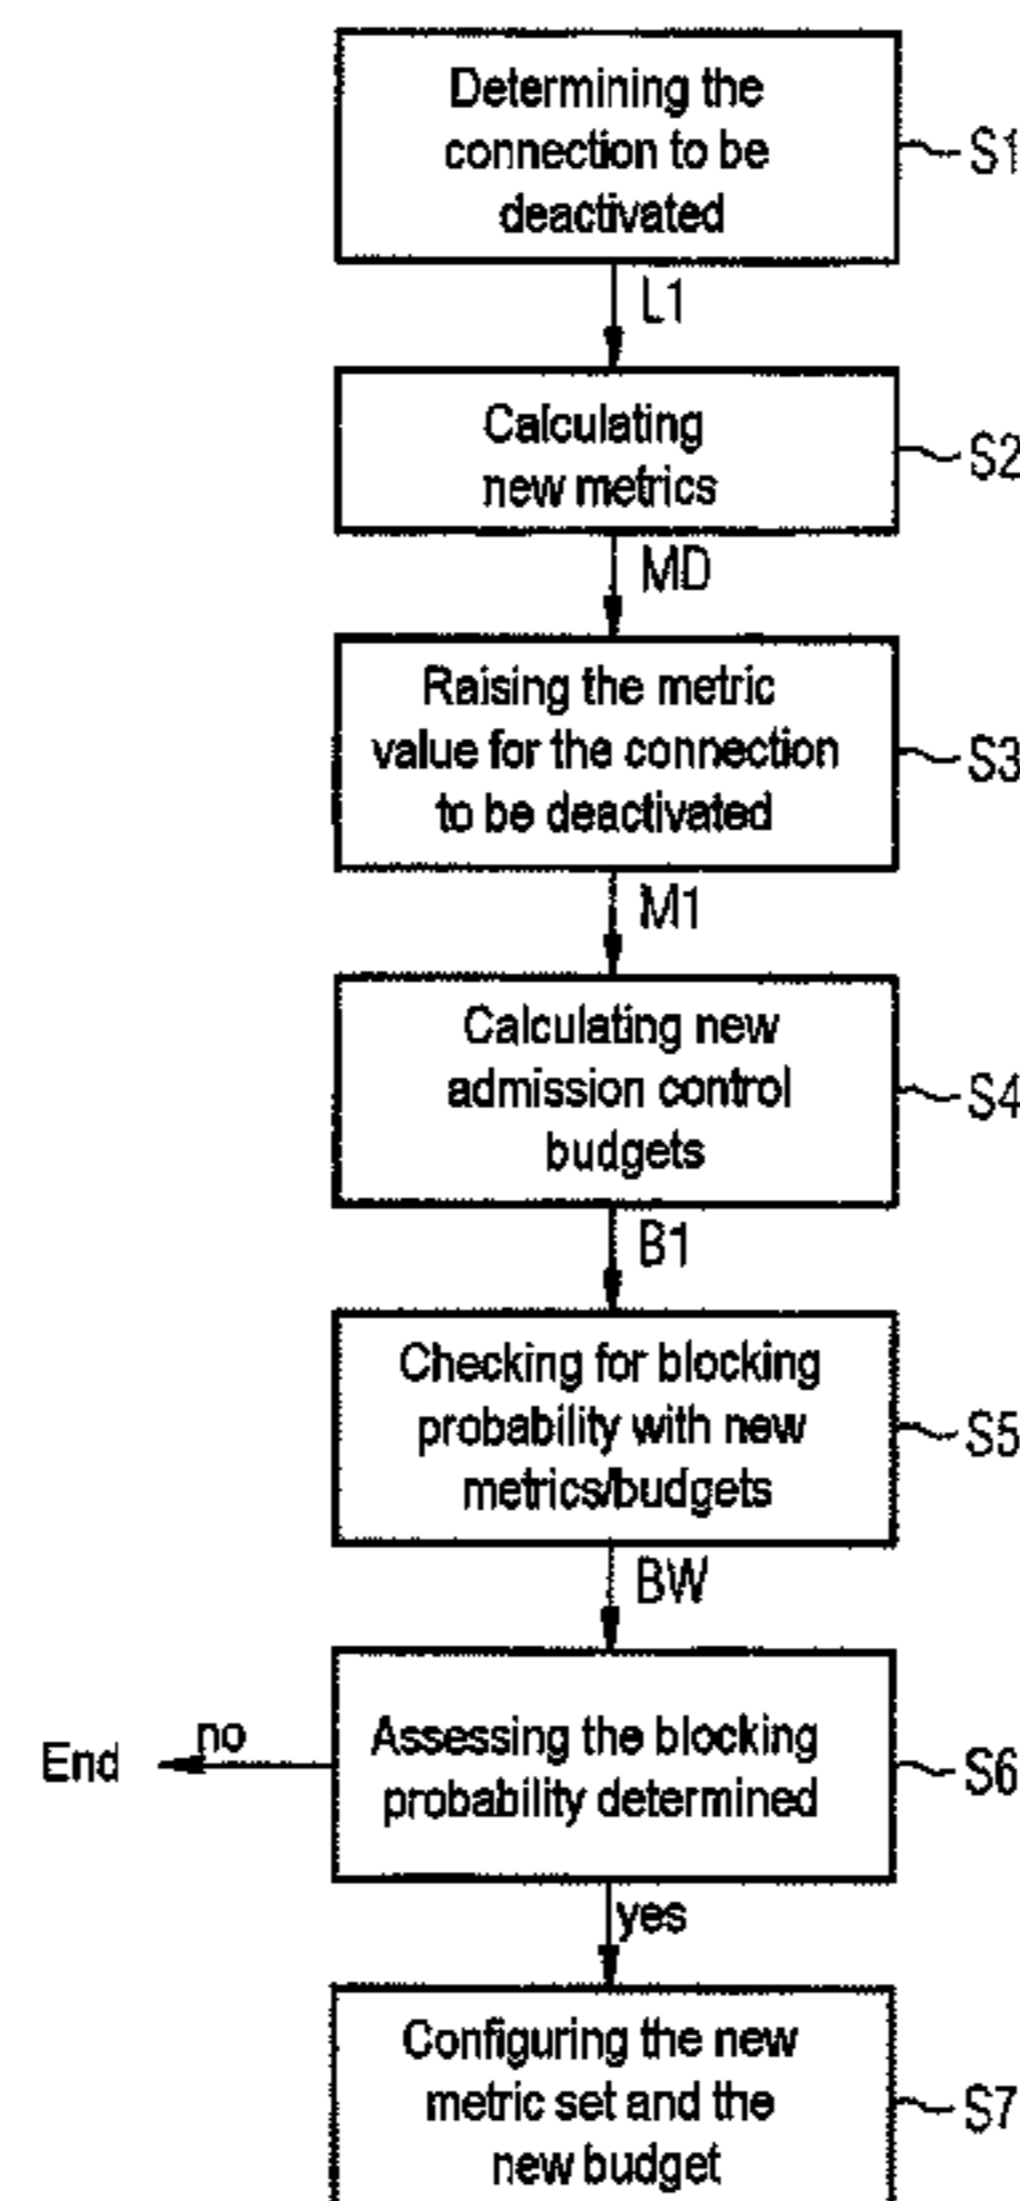 Determining the
connection to be
deactivated
S1
L1
Calculating
new metrics
S2
MD
Raising the metric
value for the connection
to be deactivated
S3
M1
Calculating new
admission control
budgets
S4
B1
Checking for blocking
probability with new
metrics/budgets
S5
BW
Assessing the blocking
probability determined
S6
no
End
yes
Configuring the new
metric set and the
new budget
S7